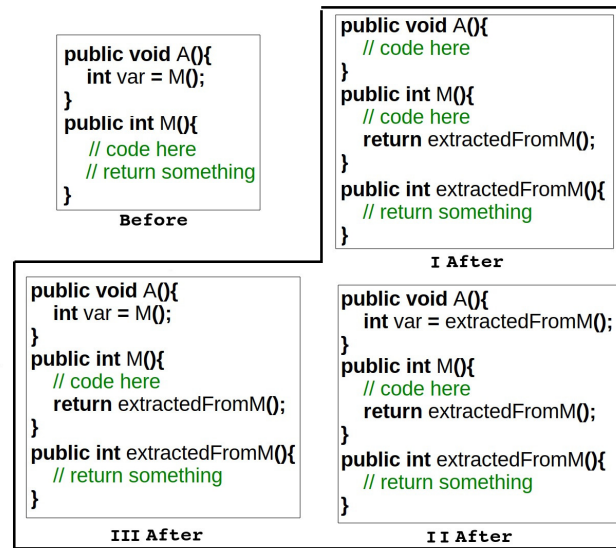 public void A(){
int var = M();
}
public int M(){
// code here
// return something
}
Before
public void A(){
// code here
}
public int M(){
// code here
return extractedFromM();
}
public int extractedFromM(){
// return something
}
I After
public void A(){
int var = M();
}
public int M(){
// code here
return extractedFromM();
}
public int extractedFromM(){
// return something
}
III After
public void A(){
int var = extractedFromM();
}
public int M(){
// code here
return extractedFromM();
}
public int extractedFromM(){
// return something
}
II After